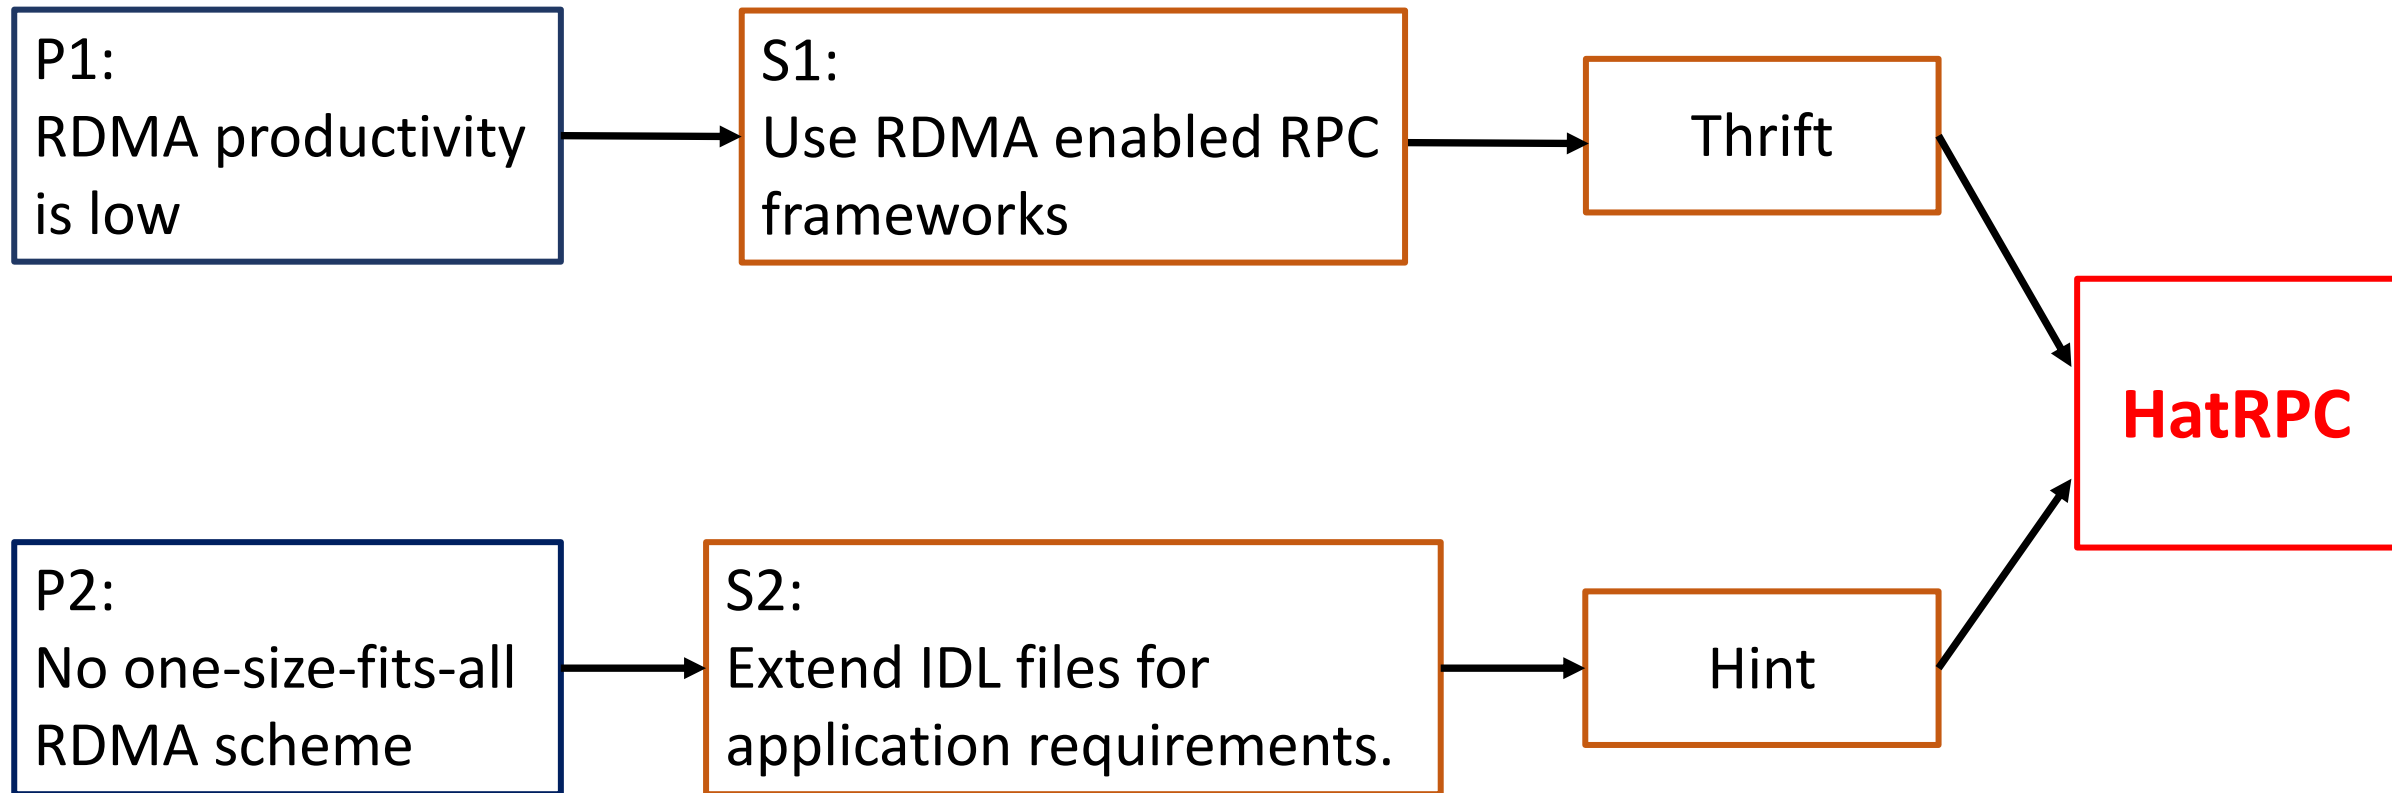 P1:
RDMA productivity
is low
S1:
Use RDMA enabled RPC
frameworks
Thrift
HatRPC
P2:
No one-size-fits-all
RDMA scheme
S2:
Extend IDL files for
application requirements.
Hint